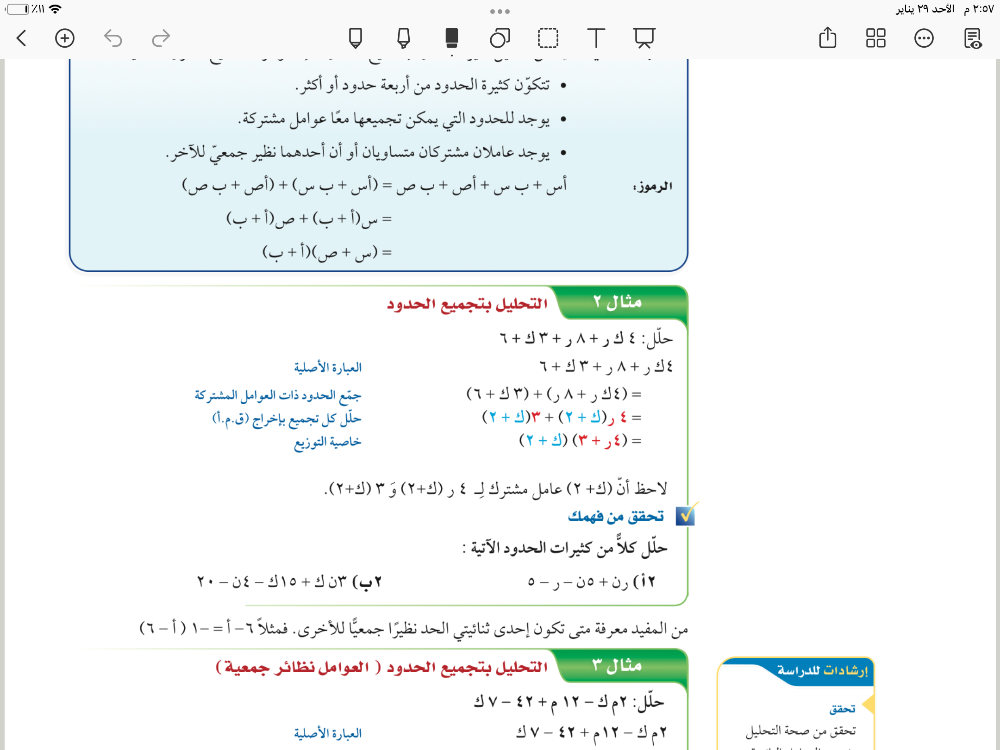 ٢:٥٧ م الأحد ٢٩ يناير
٪١١
• تتكوّن كثيرة الحدود من أربعة حدود أو أكثر.
• يوجد للحدود التي يمكن تجميعها معًا عوامل مشتركة.
• يوجد عاملان مشتركان متساويان أو أن أحدهما نظير جمعيّ للآخر.
الرموز: أس + ب س + أص + ب ص = (أس + ب س) + (أص + ب ص)
= س(أ + ب) + ص(أ + ب)
= (س + ص)(أ + ب)
مثال ٢ التحليل بتجميع الحدود
حلّل: ٤ ك ر + ٨ ر + ٣ ك + ٦
٤ك ر + ٨ ر + ٣ ك + ٦ العبارة الأصلية
= (٤ك ر + ٨ ر) + (٣ ك + ٦) جمّع الحدود ذات العوامل المشتركة
= ٤ ر(ك + ٢) + ٣(ك + ٢) حلّل كل تجميع بإخراج (ق.م.أ)
= (٤ر + ٣) (ك + ٢) خاصية التوزيع
لاحظ أنّ (ك+ ٢) عامل مشترك لِـ ٤ ر (ك+٢) وَ ٣ (ك+٢).
تحقق من فهمك
حلّل كلاًّ من كثيرات الحدود الآتية :
٢أ) رن + ٥ن – ر – ٥
٢ب) ٣ن ك + ١٥ك – ٤ن – ٢٠
من المفيد معرفة متى تكون إحدى ثنائيتي الحد نظيرًا جمعيًّا للأخرى. فمثلاً ٦– أ = –١ ( أ – ٦)
مثال ٣ التحليل بتجميع الحدود ( العوامل نظائر جمعية)
حلّل: ٢م ك – ١٢ م + ٤٢ – ٧ ك
٢م ك – ١٢م + ٤٢ – ٧ ك العبارة الأصلية
إرشادات للدراسة
تحقق
تحقق من صحة التحليل